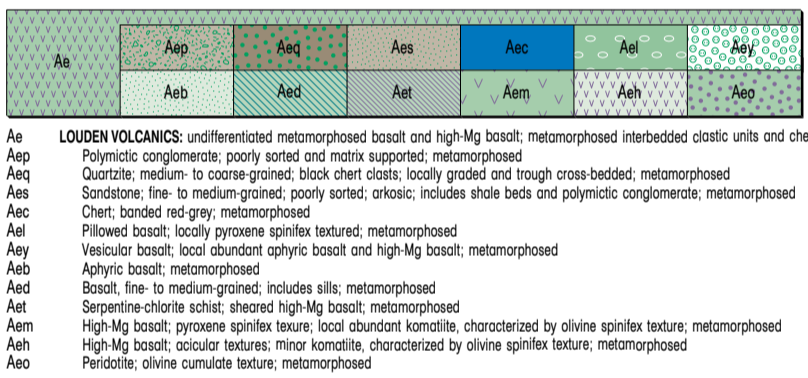 Ae Aep Aeq Aes Aec Ael Aey
Aeb Aed Aet Aem Aeh Aeo
Ae LOUDEN VOLCANICS: undifferentiated metamorphosed basalt and high-Mg basalt; metamorphosed interbedded clastic units and che
Aep Polymictic conglomerate; poorly sorted and matrix supported; metamorphosed
Aeq Quartzite; medium- to coarse-grained; black chert clasts; locally graded and trough cross-bedded; metamorphosed
Aes Sandstone; fine- to medium-grained; poorly sorted; arkosic; includes shale beds and polymictic conglomerate; metamorphosed
Aec Chert; banded red-grey; metamorphosed
Ael Pillowed basalt; locally pyroxene spinifex textured; metamorphosed
Aey Vesicular basalt; local abundant aphyric basalt and high-Mg basalt; metamorphosed
Aeb Aphyric basalt; metamorphosed
Aed Basalt, fine- to medium-grained; includes sills; metamorphosed
Aet Serpentine-chlorite schist; sheared high-Mg basalt; metamorphosed
Aem High-Mg basalt; pyroxene spinifex texure; local abundant komatiite, characterized by olivine spinifex texture; metamorphosed
Aeh High-Mg basalt; acicular textures; minor komatiite, characterized by olivine spinifex texture; metamorphosed
Aeo Peridotite; olivine cumulate texture; metamorphosed